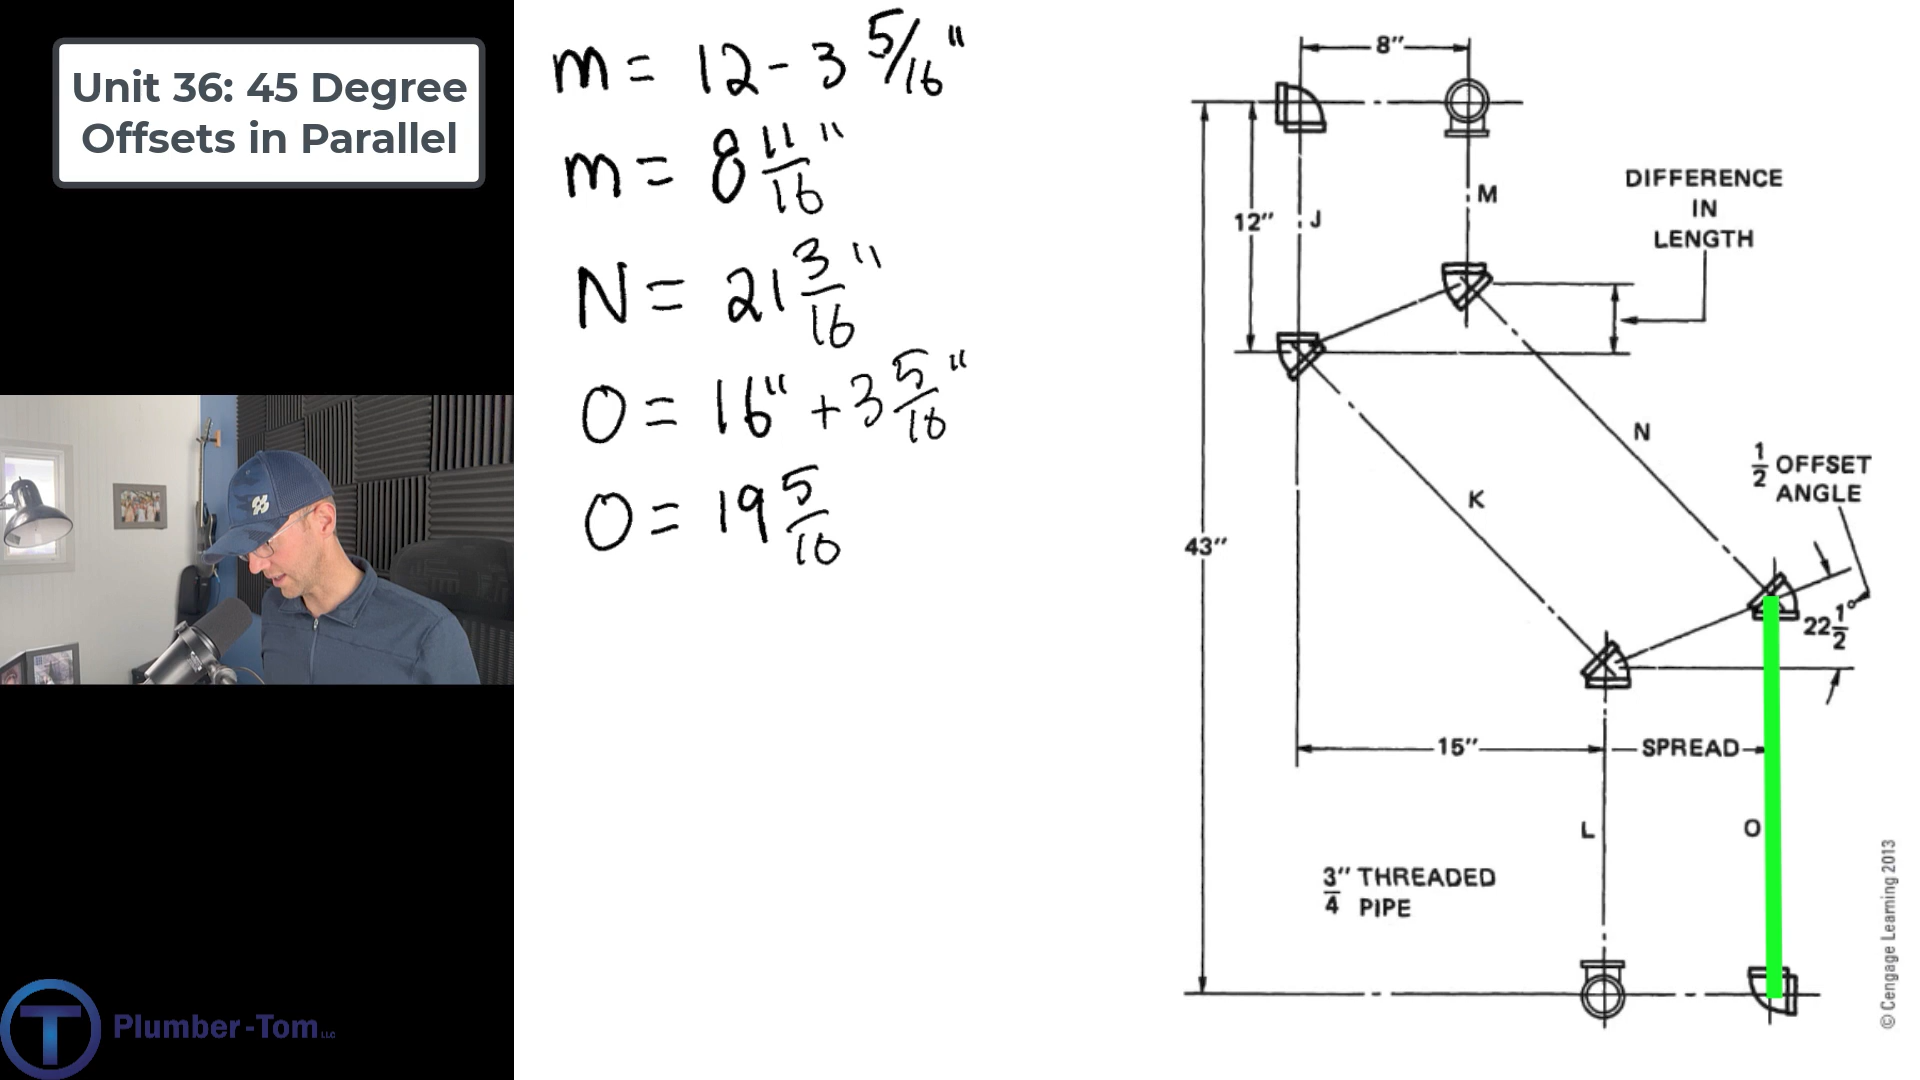 Unit 36: 45 Degree
Offsets in Parallel
m = 12 - 3 5/16"
m = 8 11/16"
N = 21 3/16"
O = 16" + 3 5/16"
O = 19 5/16
8"
12"
J
M
DIFFERENCE
IN
LENGTH
N
K
1/2 OFFSET
ANGLE
43"
22 1/2°
15"
SPREAD
L
O
3/4" THREADED
PIPE
© Cengage Learning 2013
T
Plumber-Tom LLC